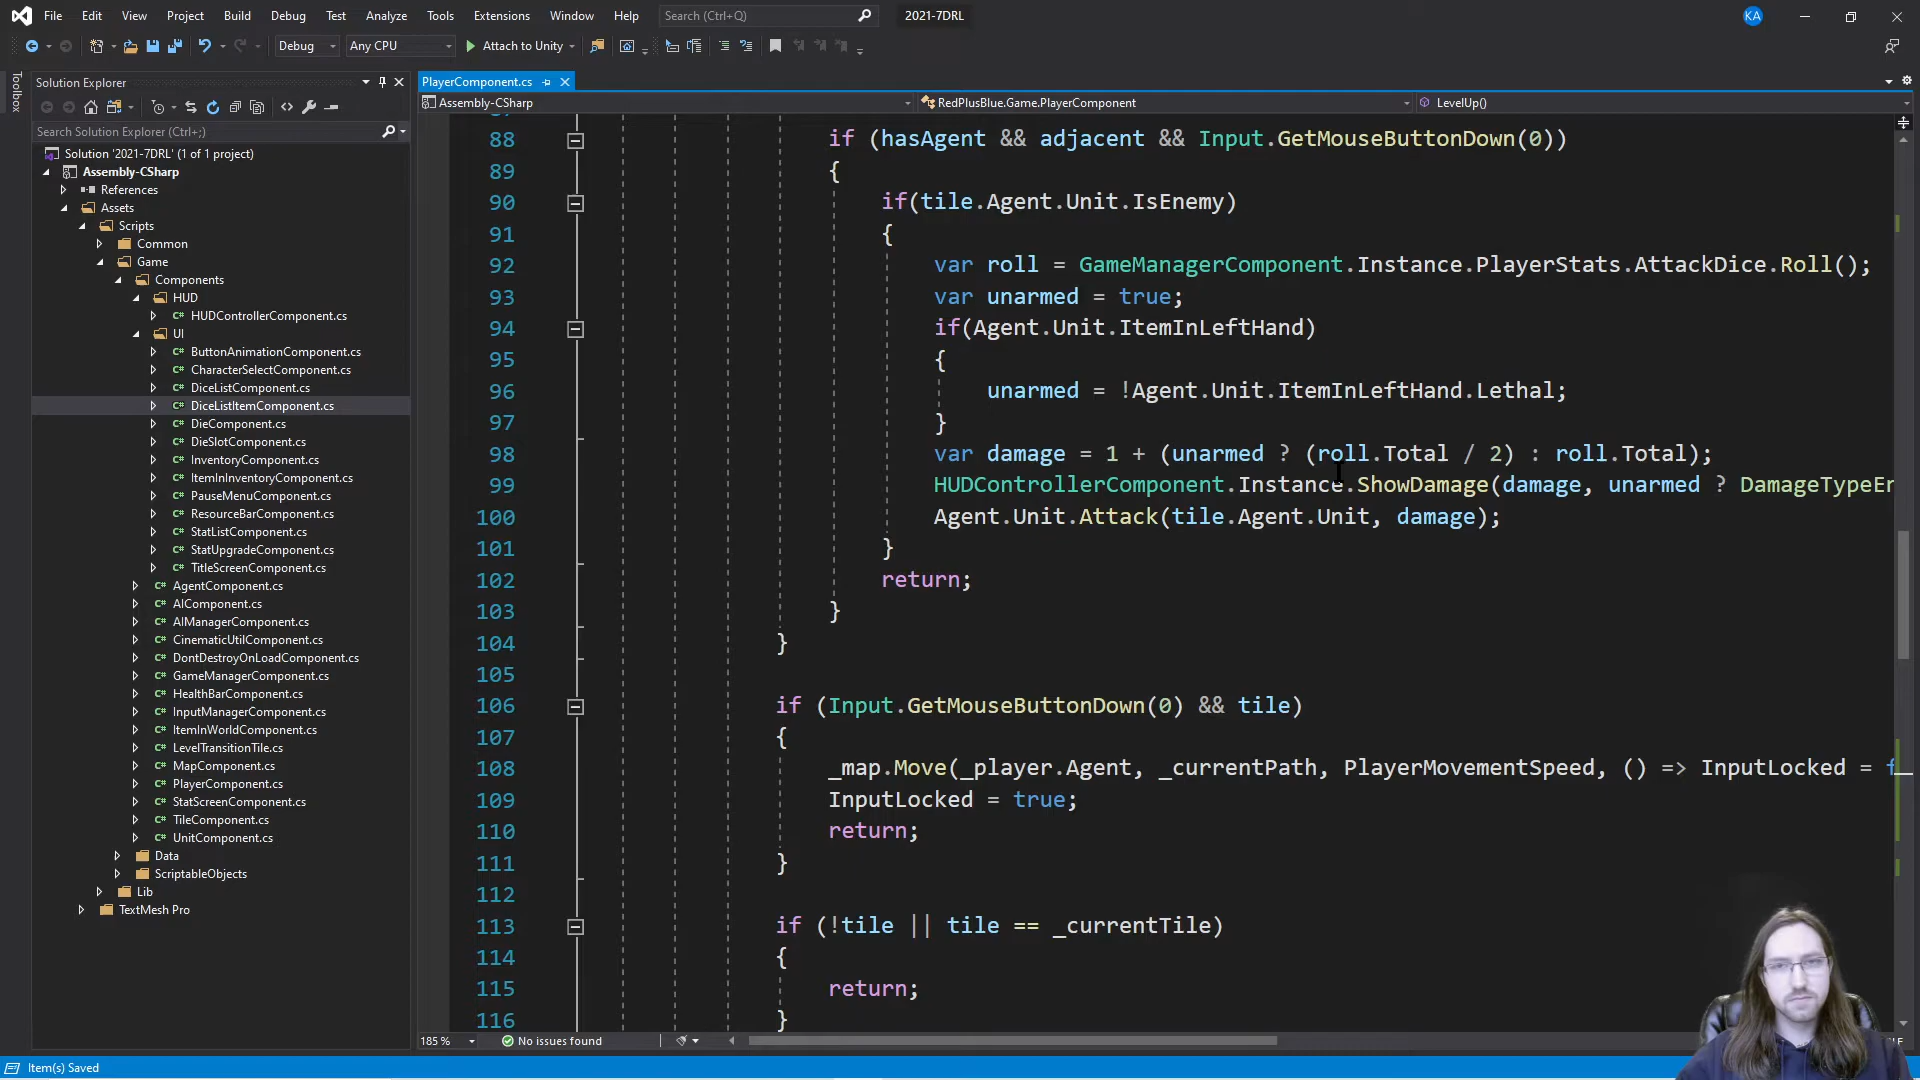 File Edit View Project Build Debug Test Analyze Tools Extensions Window Help Search (Ctrl+Q) 2021-7DRL KA
Debug Any CPU Attach to Unity
Toolbox
Solution Explorer
Search Solution Explorer (Ctrl+;)
Solution '2021-7DRL' (1 of 1 project)
Assembly-CSharp
References
Assets
Scripts
Common
Game
Components
HUD
HUDControllerComponent.cs
UI
ButtonAnimationComponent.cs
CharacterSelectComponent.cs
DiceListComponent.cs
DiceListItemComponent.cs
DieComponent.cs
DieSlotComponent.cs
InventoryComponent.cs
ItemInInventoryComponent.cs
PauseMenuComponent.cs
ResourceBarComponent.cs
StatListComponent.cs
StatUpgradeComponent.cs
TitleScreenComponent.cs
AgentComponent.cs
AIComponent.cs
AIManagerComponent.cs
CinematicUtilComponent.cs
DontDestroyOnLoadComponent.cs
GameManagerComponent.cs
HealthBarComponent.cs
InputManagerComponent.cs
ItemInWorldComponent.cs
LevelTransitionTile.cs
MapComponent.cs
PlayerComponent.cs
StatScreenComponent.cs
TileComponent.cs
UnitComponent.cs
Data
ScriptableObjects
Lib
TextMesh Pro
PlayerComponent.cs
Assembly-CSharp RedPlusBlue.Game.PlayerComponent LevelUp()
88 if (hasAgent && adjacent && Input.GetMouseButtonDown(0))
89 {
90 if(tile.Agent.Unit.IsEnemy)
91 {
92 var roll = GameManagerComponent.Instance.PlayerStats.AttackDice.Roll();
93 var unarmed = true;
94 if(Agent.Unit.ItemInLeftHand)
95 {
96 unarmed = !Agent.Unit.ItemInLeftHand.Lethal;
97 }
98 var damage = 1 + (unarmed ? (roll.Total / 2) : roll.Total);
99 HUDControllerComponent.Instance.ShowDamage(damage, unarmed ? DamageTypeEn
100 Agent.Unit.Attack(tile.Agent.Unit, damage);
101 }
102 return;
103 }
104 }
105
106 if (Input.GetMouseButtonDown(0) && tile)
107 {
108 _map.Move(_player.Agent, _currentPath, PlayerMovementSpeed, () => InputLocked = f
109 InputLocked = true;
110 return;
111 }
112
113 if (!tile || tile == _currentTile)
114 {
115 return;
116 }
185 % No issues found
Item(s) Saved